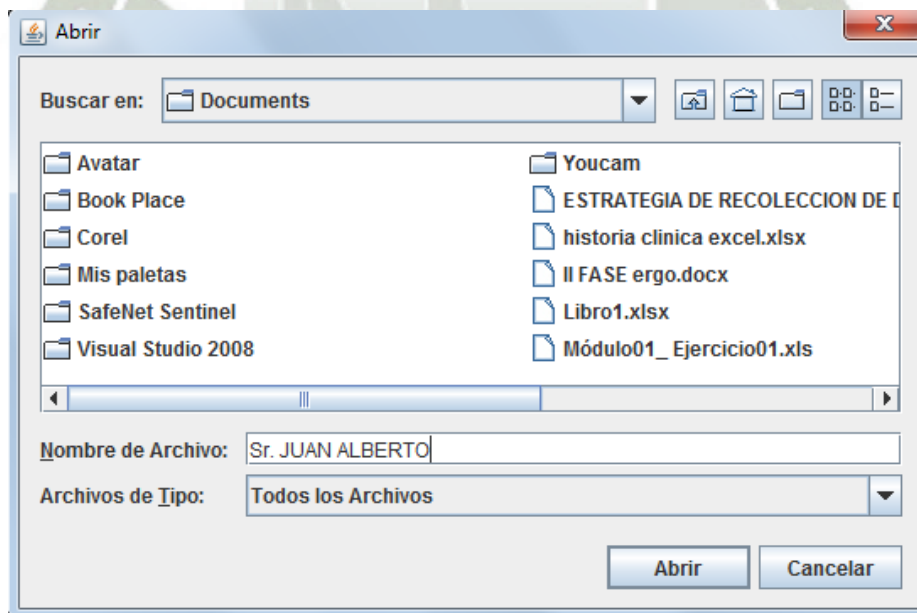 Abrir
Buscar en: Documents
Avatar
Book Place
Corel
Mis paletas
SafeNet Sentinel
Visual Studio 2008
Youcam
ESTRATEGIA DE RECOLECCION DE
historia clinica excel.xlsx
II FASE ergo.docx
Libro1.xlsx
Módulo01_ Ejercicio01.xls
Nombre de Archivo: Sr. JUAN ALBERTO
Archivos de Tipo: Todos los Archivos
Abrir Cancelar